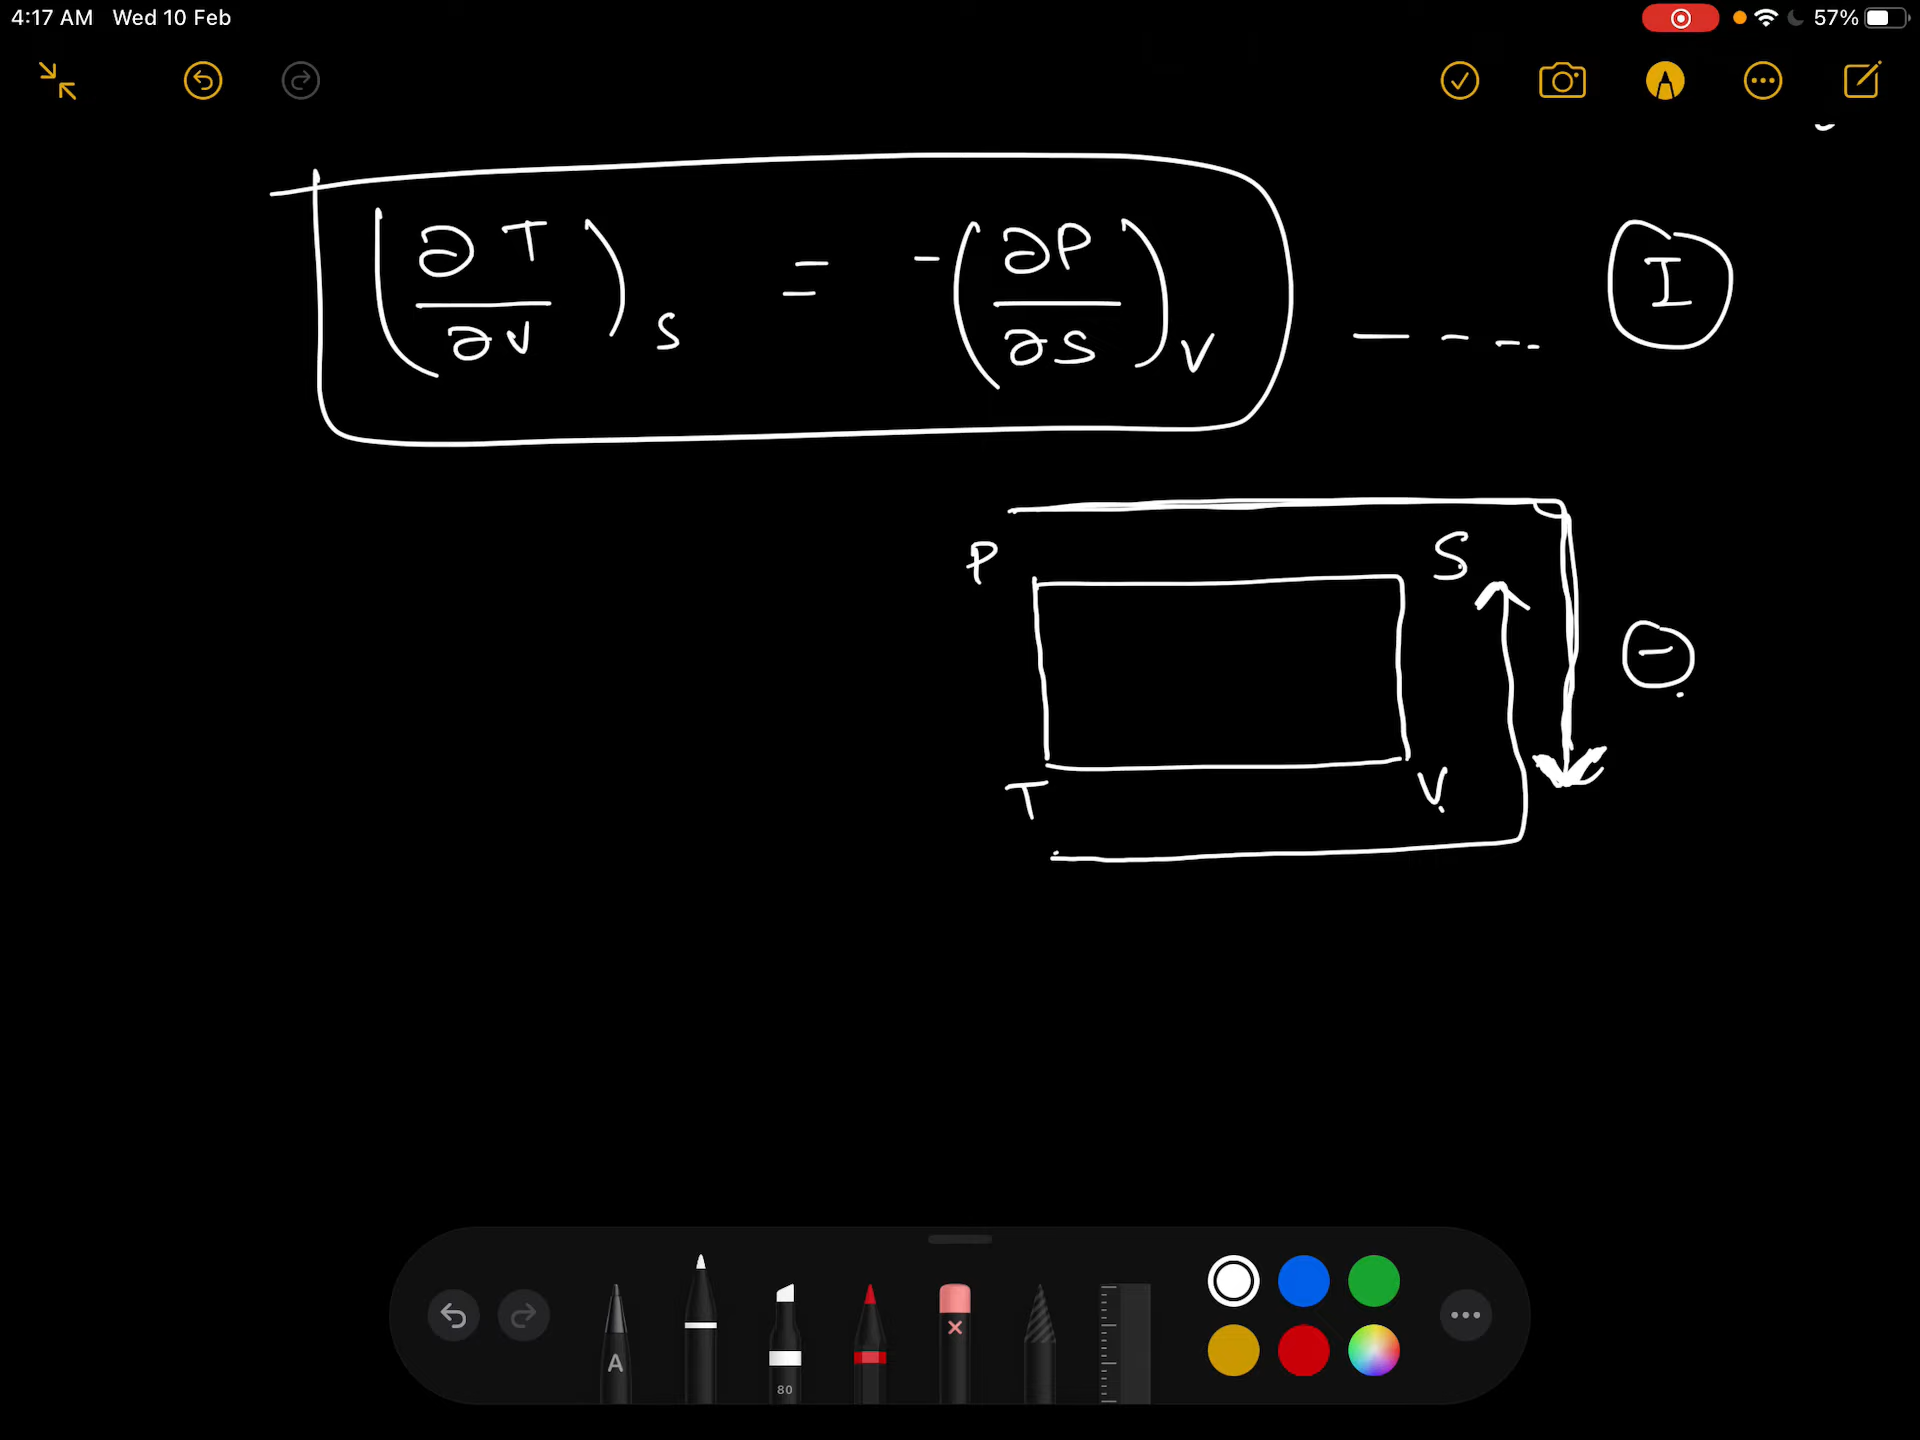 4:17 AM Wed 10 Feb 57%
(∂T/∂V)_S = -(∂P/∂S)_V ---- I
P S
-
T V
A 80